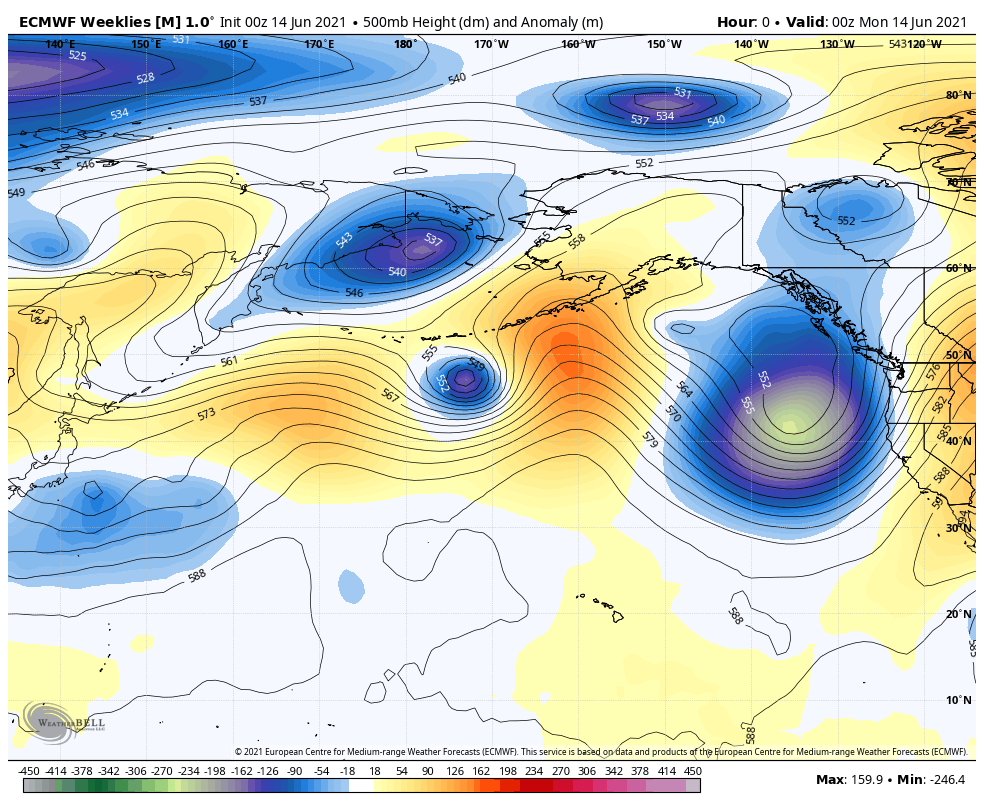 ECMWF Weeklies [M] 1.0° Init 00z 14 Jun 2021 • 500mb Height (dm) and Anomaly (m) Hour: 0 • Valid: 00z Mon 14 Jun 2021
140°E 150°E 160°E 170°E 180° 170°W 160°W 150°W 140°W 130°W 120°W
531 543
525
528 540
531 80°N
537
534 534
537 540
546 552
549 70°N
552
543 537 555 558
540 60°N
546
555 549 50°N
561 552 576
552 567 564
555 582
573 570
585
579 40°N
588
591
594
30°N
588
588 20°N
585
10°N
588
WEATHERBELL
© 2021 European Centre for Medium-range Weather Forecasts (ECMWF). This service is based on data and products of the European Centre for Medium-range Weather Forecasts (ECMWF).
-450 -414 -378 -342 -306 -270 -234 -198 -162 -126 -90 -54 -18 18 54 90 126 162 198 234 270 306 342 378 414 450
Max: 159.9 • Min: -246.4